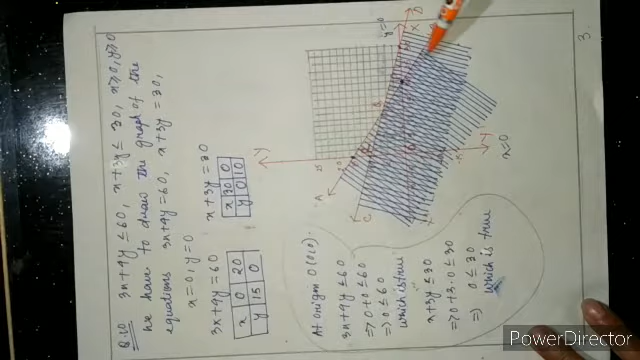 Q.10 3x+4y ≤ 60, x+3y ≤ 30, x≥0, y≥0
We have to draw the graph of the
equations 3x+4y = 60, x+3y = 30,
x = 0, y = 0
3x+4y = 60
x 0 20
y 15 0
x+3y = 30
x 30 0
y 0 10
At origin O(0,0)
3x+4y ≤ 60
=> 0+0 ≤ 60
=> 0 ≤ 60
which is true
x+3y ≤ 30
=> 0+3.0 ≤ 30
=> 0 ≤ 30
which is true
Y
A
C
y=0
X
D
Y
x=0
3.
PowerDirector